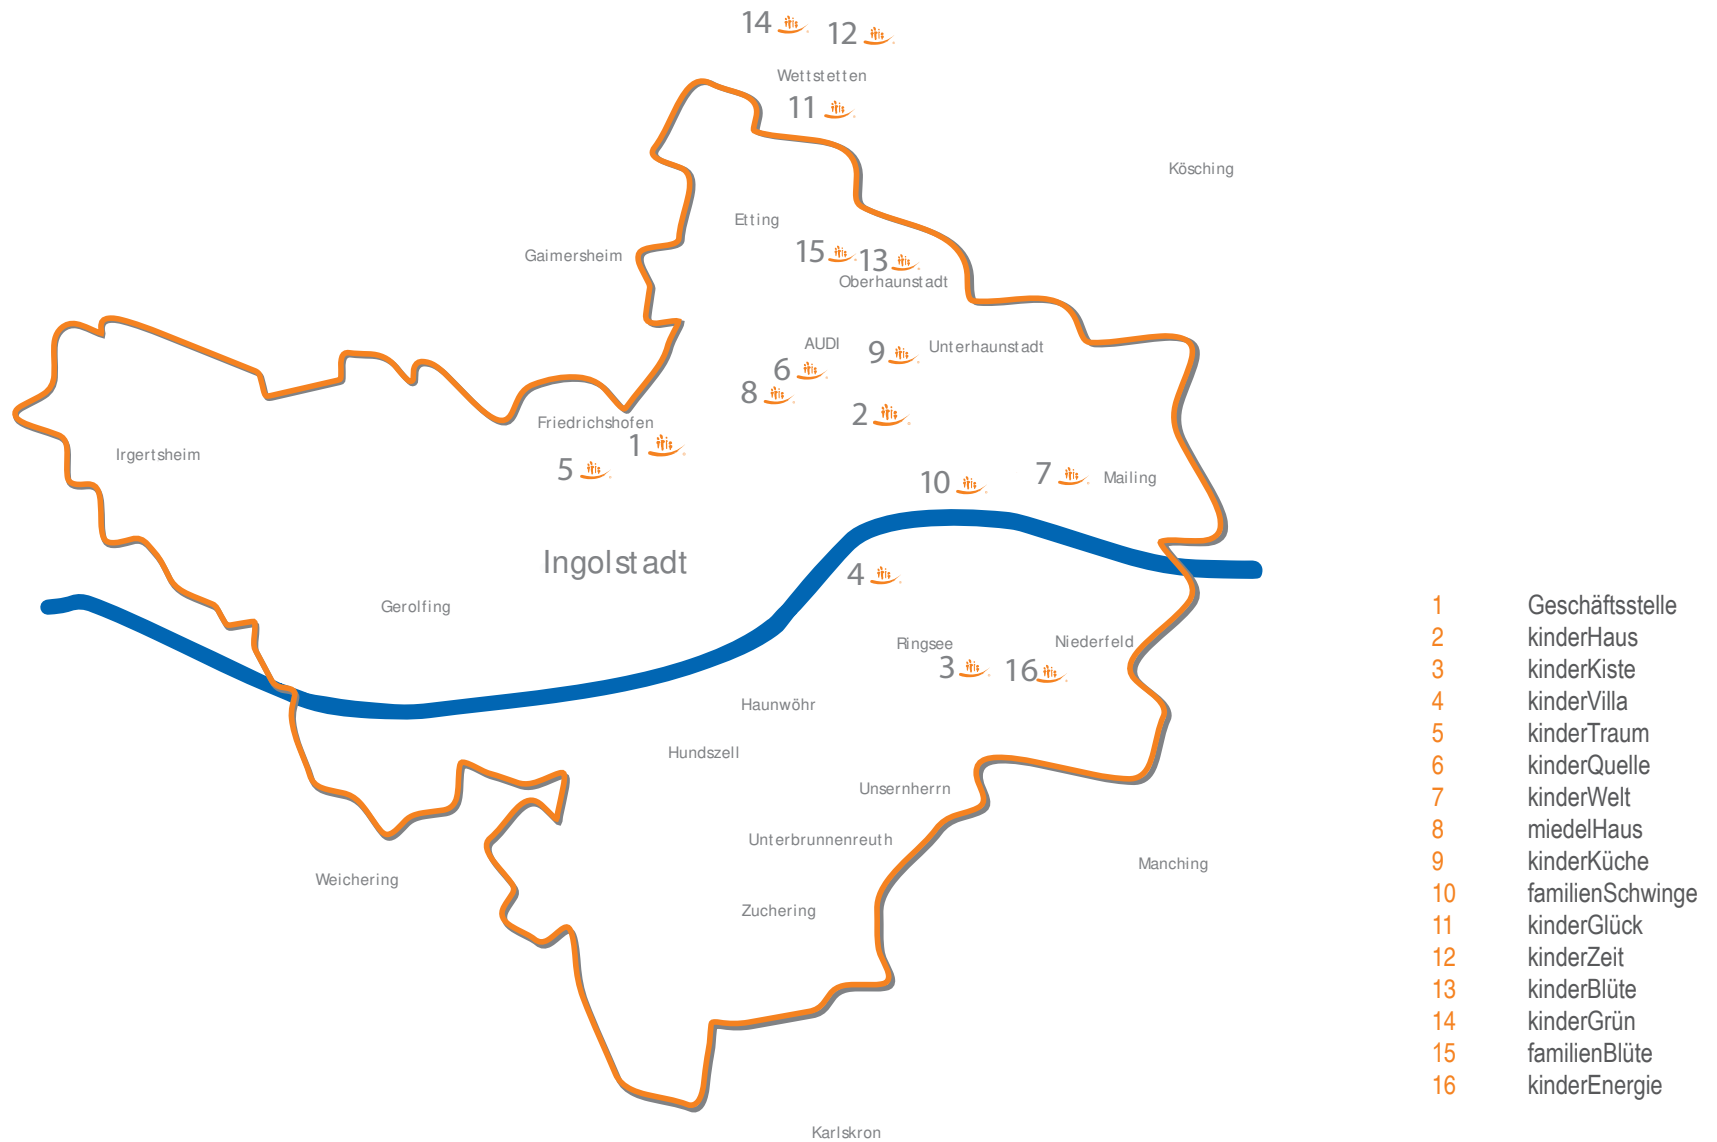 14
12
Wettstetten
11
Kösching
Etting
Gaimersheim
15
13
Oberhaunstadt
AUDI
9
Unterhaunstadt
6
8
2
Friedrichshofen
1
Irgertsheim
5
10
7
Mailing
Ingolstadt
4
Gerolfing
Ringsee
Niederfeld
3
16
Haunwöhr
Hundszell
Unsernherrn
Unterbrunnenreuth
Manching
Weichering
Zuchering
Karlskron
1 Geschäftsstelle
2 kinderHaus
3 kinderKiste
4 kinderVilla
5 kinderTraum
6 kinderQuelle
7 kinderWelt
8 miedelHaus
9 kinderKüche
10 familienSchwinge
11 kinderGlück
12 kinderZeit
13 kinderBlüte
14 kinderGrün
15 familienBlüte
16 kinderEnergie